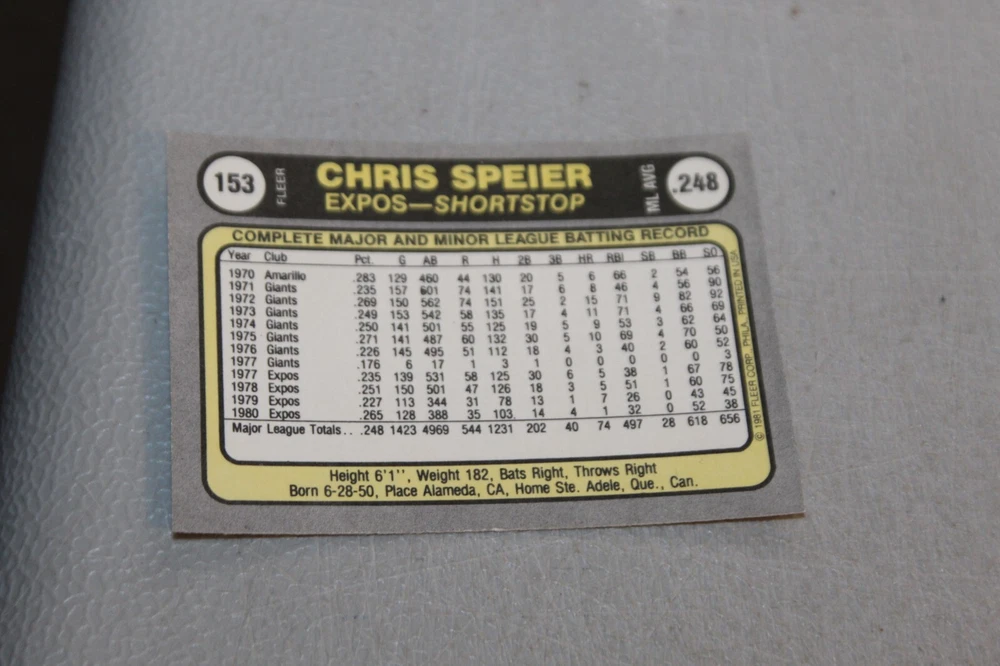 153 FLEER CHRIS SPEIER ML AVG .248
EXPOS—SHORTSTOP
COMPLETE MAJOR AND MINOR LEAGUE BATTING RECORD
Year Club Pct. G AB R H 2B 3B HR RBI SB BB SO
1970 Amarillo .283 129 460 44 130 20 5 6 66 2 54 56
1971 Giants .235 157 601 74 141 17 6 8 46 4 56 90
1972 Giants .269 150 562 74 151 25 2 15 71 9 82 92
1973 Giants .249 153 542 58 135 17 4 11 71 4 66 69
1974 Giants .250 141 501 55 125 19 5 9 53 3 62 64
1975 Giants .271 141 487 60 132 30 5 10 69 4 70 50
1976 Giants .226 145 495 51 112 18 4 3 40 2 60 52
1977 Giants .176 6 17 1 3 1 0 0 0 0 0 3
1977 Expos .235 139 531 58 125 30 6 5 38 1 67 78
1978 Expos .251 150 501 47 126 18 3 5 51 1 60 75
1979 Expos .227 113 344 31 78 13 1 7 26 0 43 45
1980 Expos .265 128 388 35 103 14 4 1 32 0 52 38
Major League Totals.. .248 1423 4969 544 1231 202 40 74 497 28 618 656
Height 6'1'', Weight 182, Bats Right, Throws Right
Born 6-28-50, Place Alameda, CA, Home Ste. Adele, Que., Can.
© 1981 FLEER CORP. PHILA. PRINTED IN USA